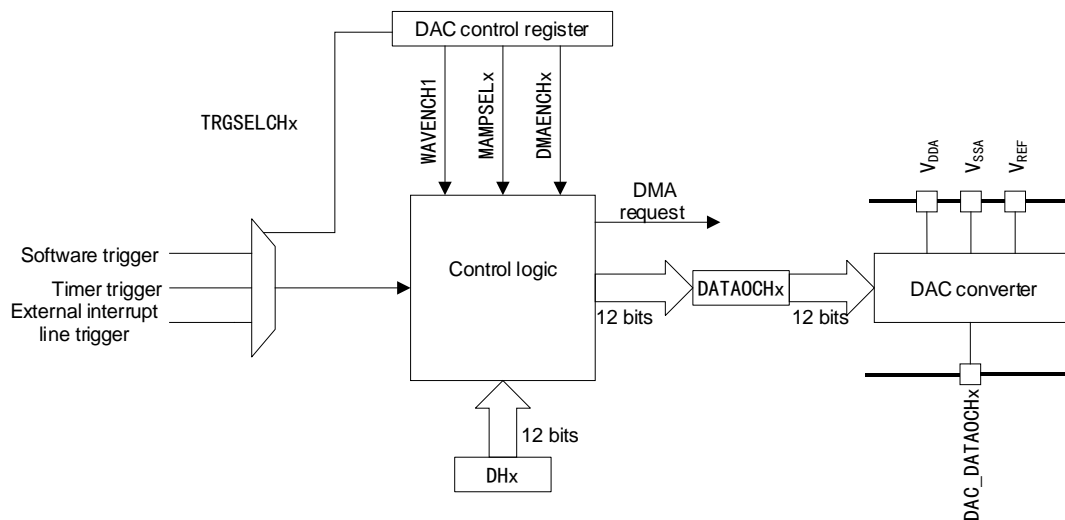 DAC control register
TRGSELCHx
WAVENCH1
MAMPSELx
DMAENCHx
VDDA
VSSA
VREF
DMA
request
Software trigger
Timer trigger
External interrupt
line trigger
Control logic
12 bits
DATAOCHx
12 bits
DAC converter
12 bits
DHx
DAC_DATAOCHx